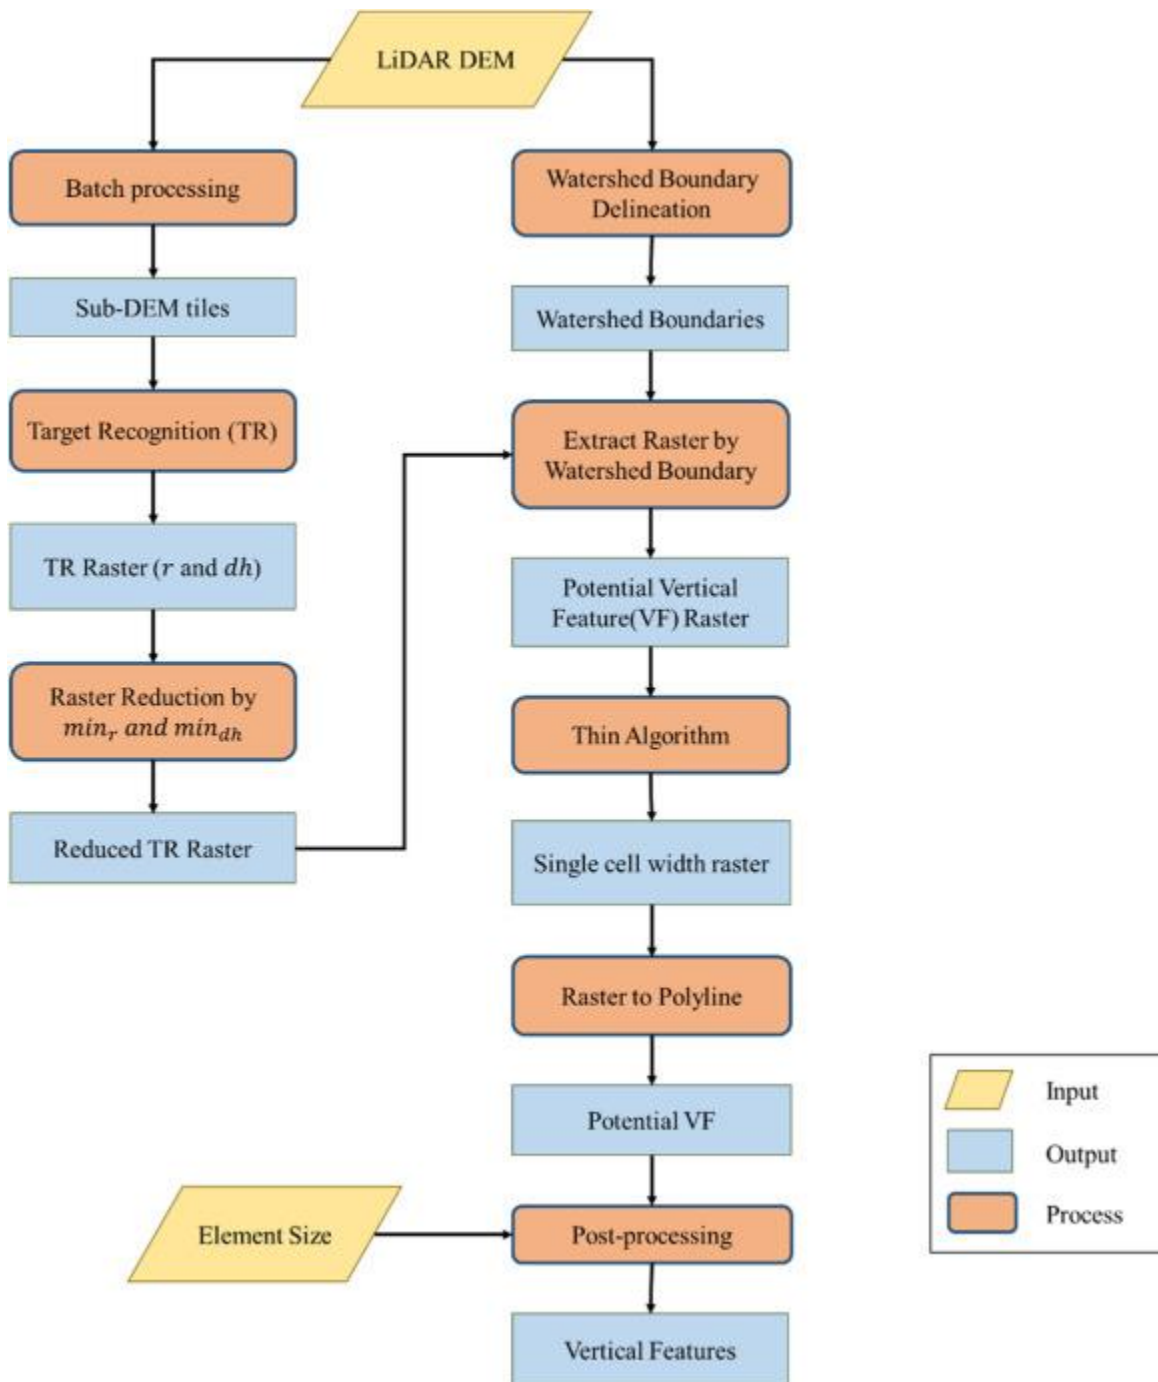 LiDAR DEM
Batch processing
Sub-DEM tiles
Target Recognition (TR)
TR Raster (r and dh)
Raster Reduction by
min_r and min_dh
Reduced TR Raster
Watershed Boundary
Delineation
Watershed Boundaries
Extract Raster by
Watershed Boundary
Potential Vertical
Feature(VF) Raster
Thin Algorithm
Single cell width raster
Raster to Polyline
Potential VF
Element Size
Post-processing
Vertical Features
Input
Output
Process